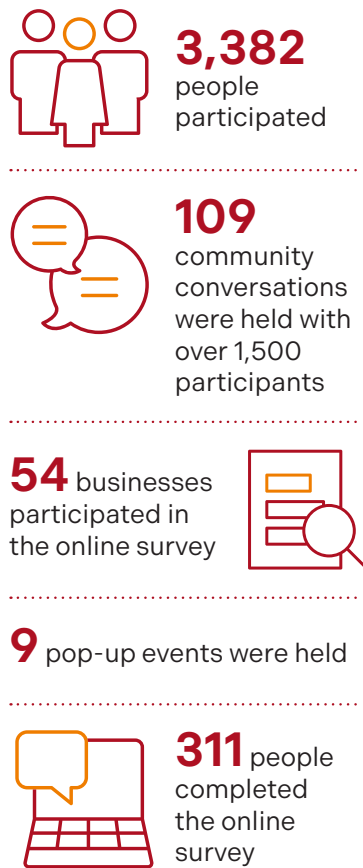 3,382
people
participated
109
community
conversations
were held with
over 1,500
participants
54 businesses
participated in
the online survey
9 pop-up events were held
311 people
completed
the online
survey